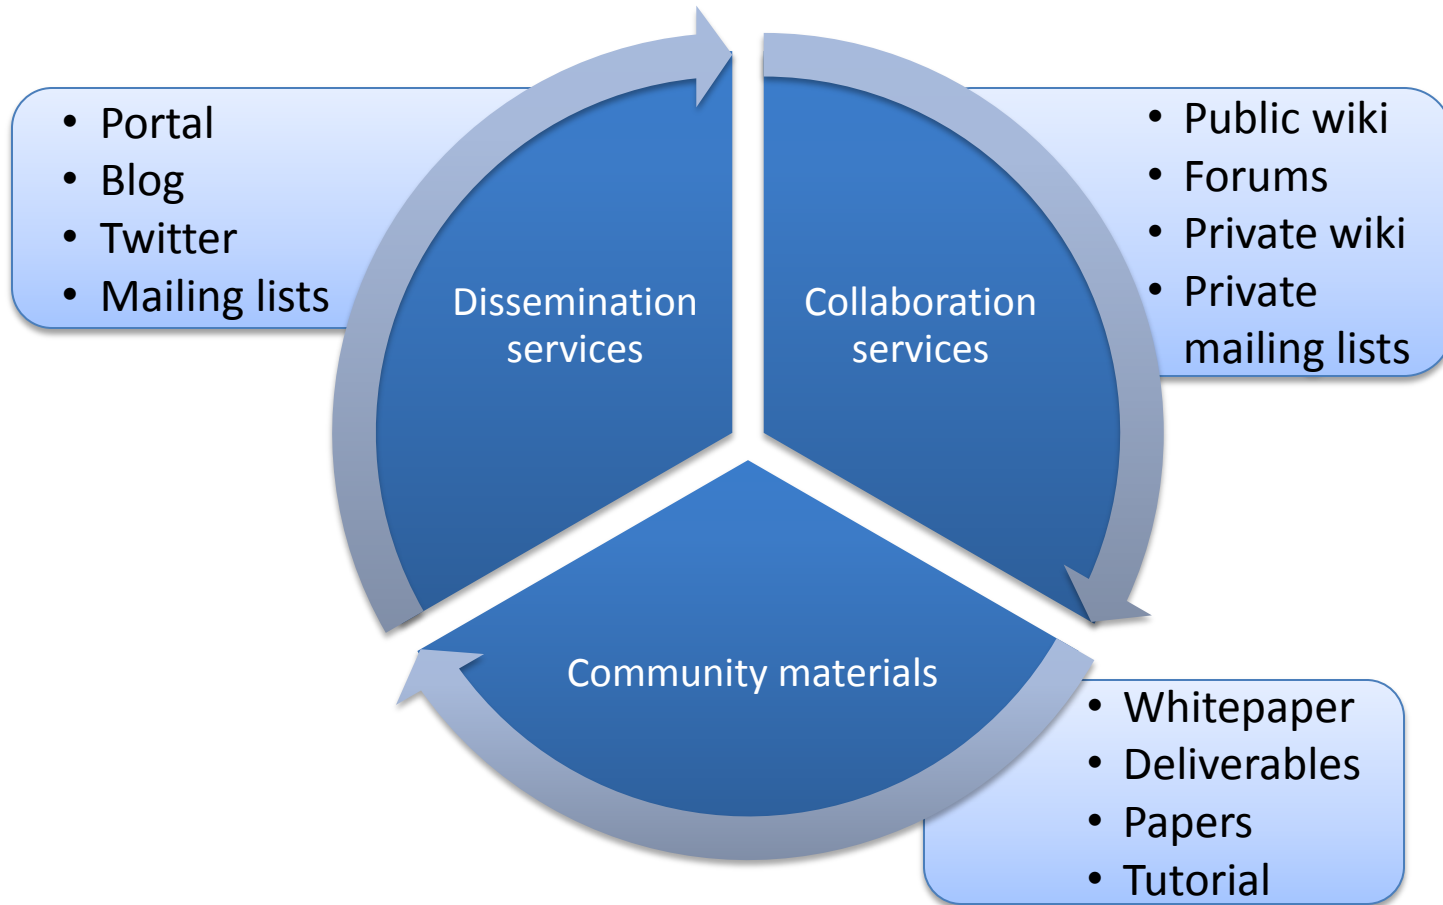 • Portal
• Blog
• Twitter
• Mailing lists
Dissemination
services
Collaboration
services
• Public wiki
• Forums
• Private wiki
• Private
mailing lists
Community materials
• Whitepaper
• Deliverables
• Papers
• Tutorial